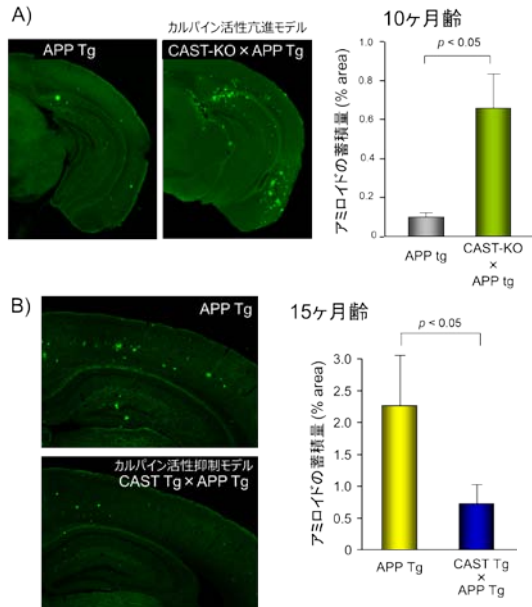 A)
APP Tg
カルパイン活性亢進モデル
CAST-KO × APP Tg
10ヶ月齢
アミロイドの蓄積量 (% area)
1.0
0.8
0.6
0.4
0.2
0
p < 0.05
APP tg
CAST-KO
×
APP tg
B)
APP Tg
カルパイン活性抑制モデル
CAST Tg × APP Tg
15ヶ月齢
アミロイドの蓄積量 (% area)
3.0
2.5
2.0
1.5
1.0
0.5
0
p < 0.05
APP Tg
CAST Tg
×
APP Tg